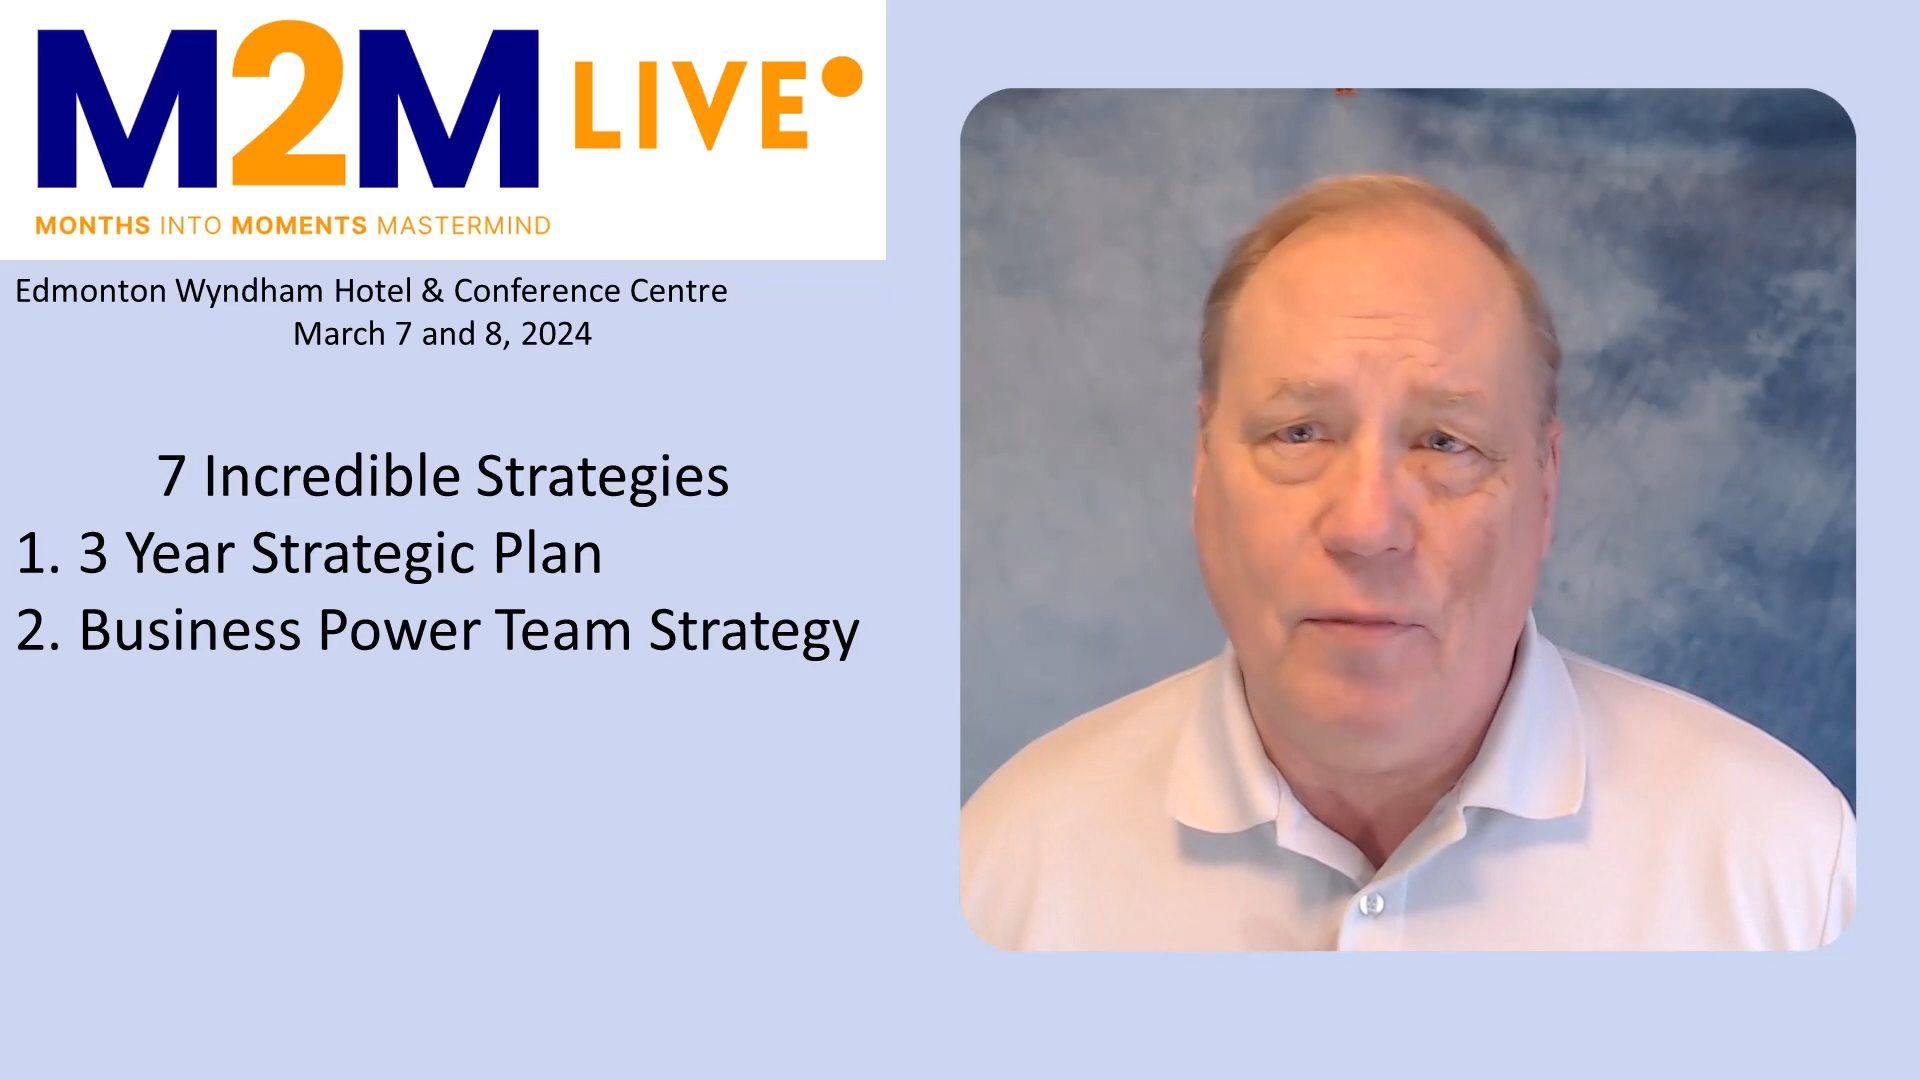 M2M LIVE
MONTHS INTO MOMENTS MASTERMIND
Edmonton Wyndham Hotel & Conference Centre
March 7 and 8, 2024
7 Incredible Strategies
1. 3 Year Strategic Plan
2. Business Power Team Strategy